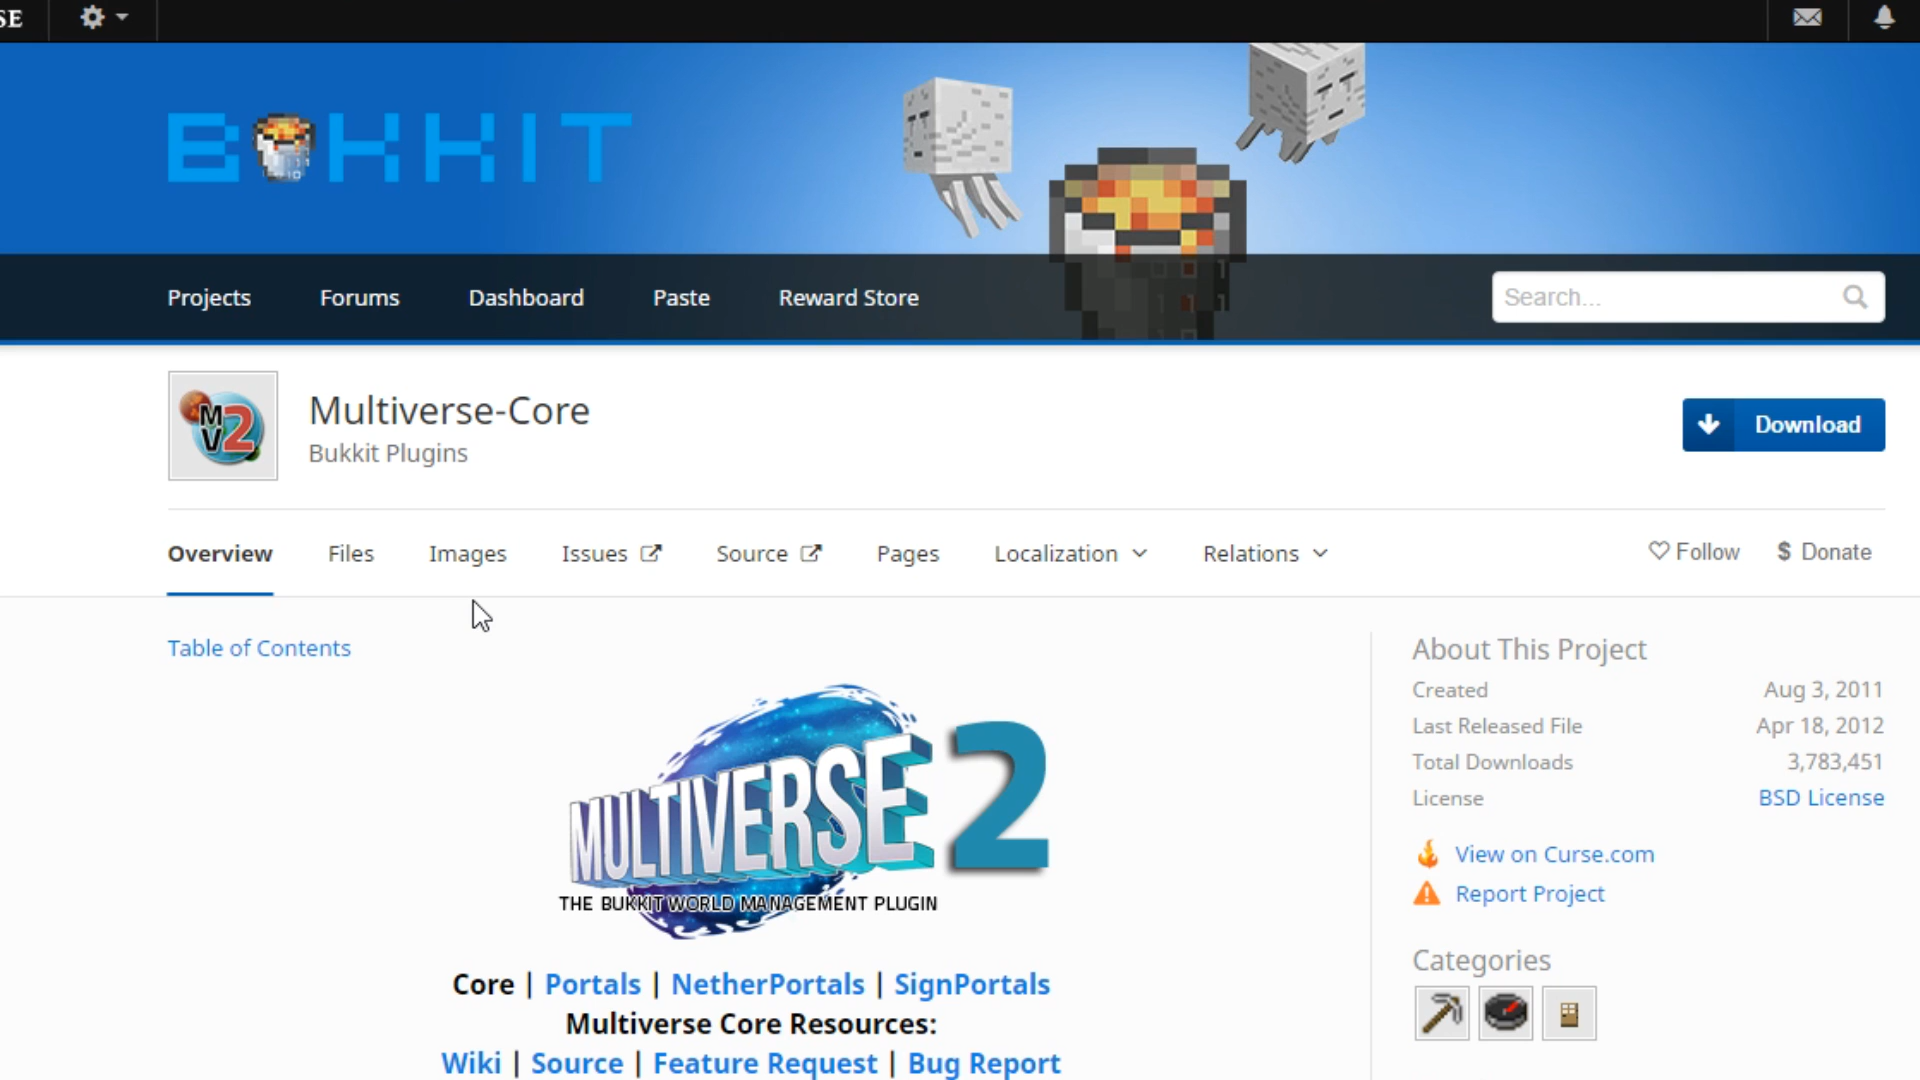 SE
BUKKIT
Projects Forums Dashboard Paste Reward Store Search...
Multiverse-Core
Bukkit Plugins
Download
Overview Files Images Issues Source Pages Localization Relations Follow $ Donate
Table of Contents
MV2
MULTIVERSE 2
THE BUKKIT WORLD MANAGEMENT PLUGIN
Core | Portals | NetherPortals | SignPortals
Multiverse Core Resources:
Wiki | Source | Feature Request | Bug Report
About This Project
Created Aug 3, 2011
Last Released File Apr 18, 2012
Total Downloads 3,783,451
License BSD License
View on Curse.com
Report Project
Categories